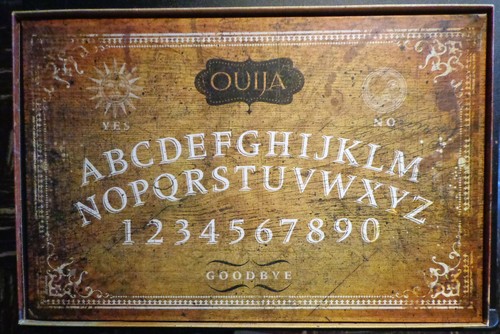 OUIJA
YES NO
ABCDEFGHIJKLM
NOPQRSTUVWXYZ
1234567890
GOODBYE